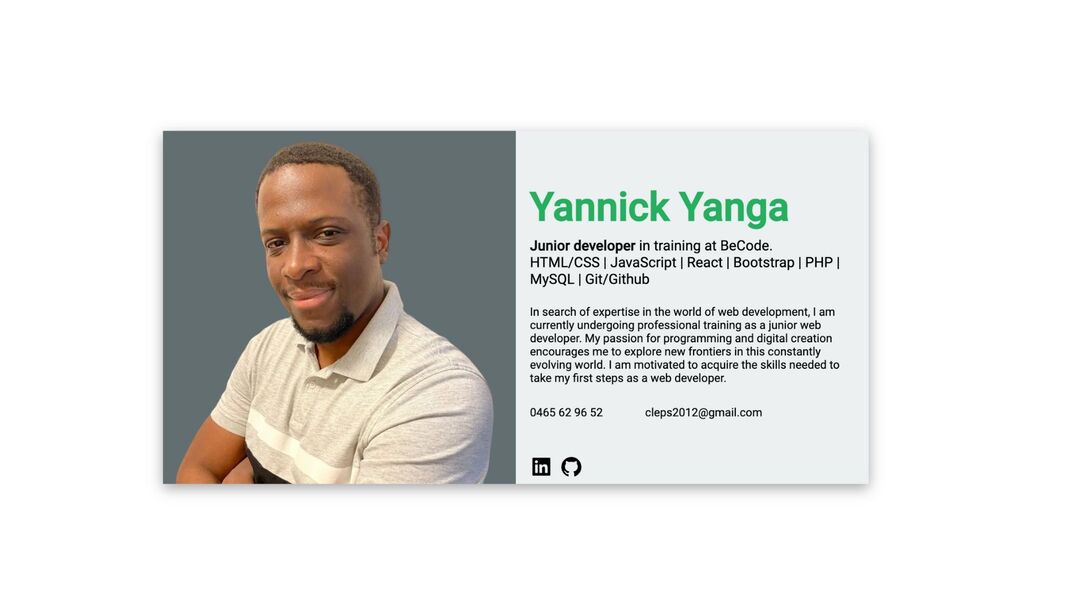 Yannick Yanga
Junior developer in training at BeCode.
HTML/CSS | JavaScript | React | Bootstrap | PHP |
MySQL | Git/Github
In search of expertise in the world of web development, I am
currently undergoing professional training as a junior web
developer. My passion for programming and digital creation
encourages me to explore new frontiers in this constantly
evolving world. I am motivated to acquire the skills needed to
take my first steps as a web developer.
0465 62 96 52 cleps2012@gmail.com
in